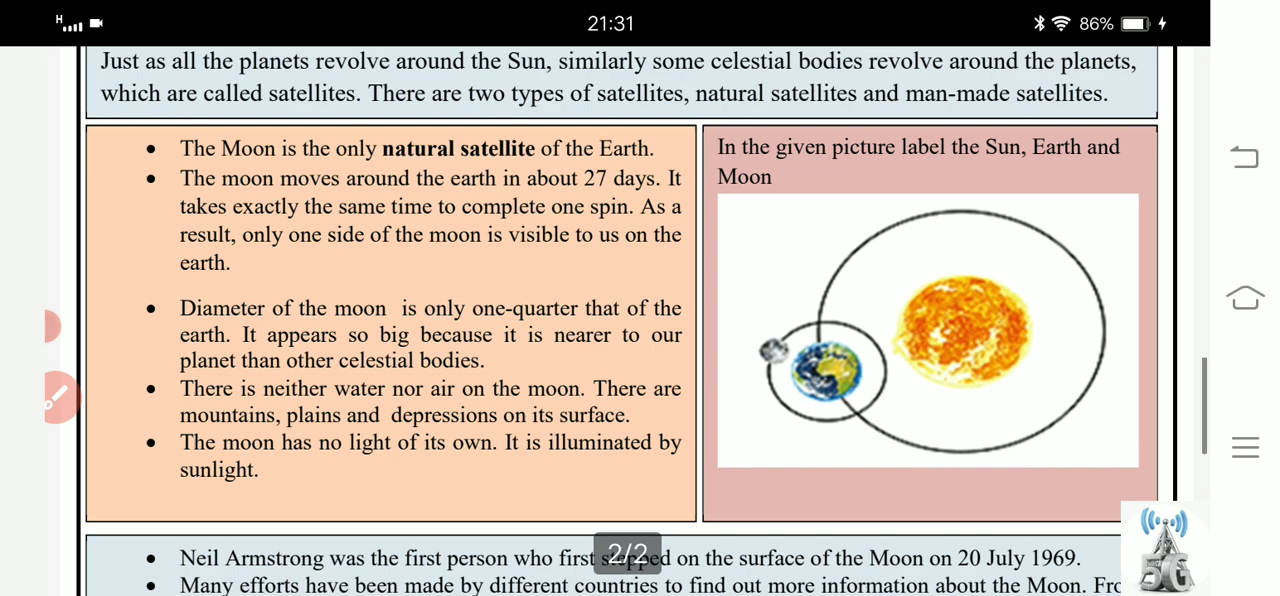 H
21:31
86%
Just as all the planets revolve around the Sun, similarly some celestial bodies revolve around the planets,
which are called satellites. There are two types of satellites, natural satellites and man-made satellites.
• The Moon is the only natural satellite of the Earth.
• The moon moves around the earth in about 27 days. It
takes exactly the same time to complete one spin. As a
result, only one side of the moon is visible to us on the
earth.
• Diameter of the moon is only one-quarter that of the
earth. It appears so big because it is nearer to our
planet than other celestial bodies.
• There is neither water nor air on the moon. There are
mountains, plains and depressions on its surface.
• The moon has no light of its own. It is illuminated by
sunlight.
In the given picture label the Sun, Earth and
Moon
2/2
• Neil Armstrong was the first person who first stepped on the surface of the Moon on 20 July 1969.
• Many efforts have been made by different countries to find out more information about the Moon. Fro
5G